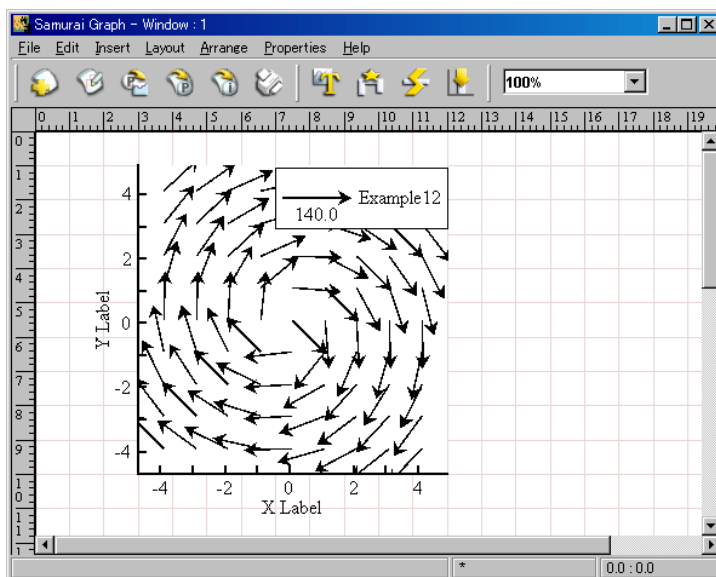 Samurai Graph - Window : 1
File Edit Insert Layout Arrange Properties Help
100%
0 1 2 3 4 5 6 7 8 9 10 11 12 13 14 15 16 17 18 19
0
1
2
3
4
5
6
7
8
9
10
11
Example12
140.0
4
2
0
-2
-4
Y Label
-4 -2 0 2 4
X Label
* 0.0 : 0.0